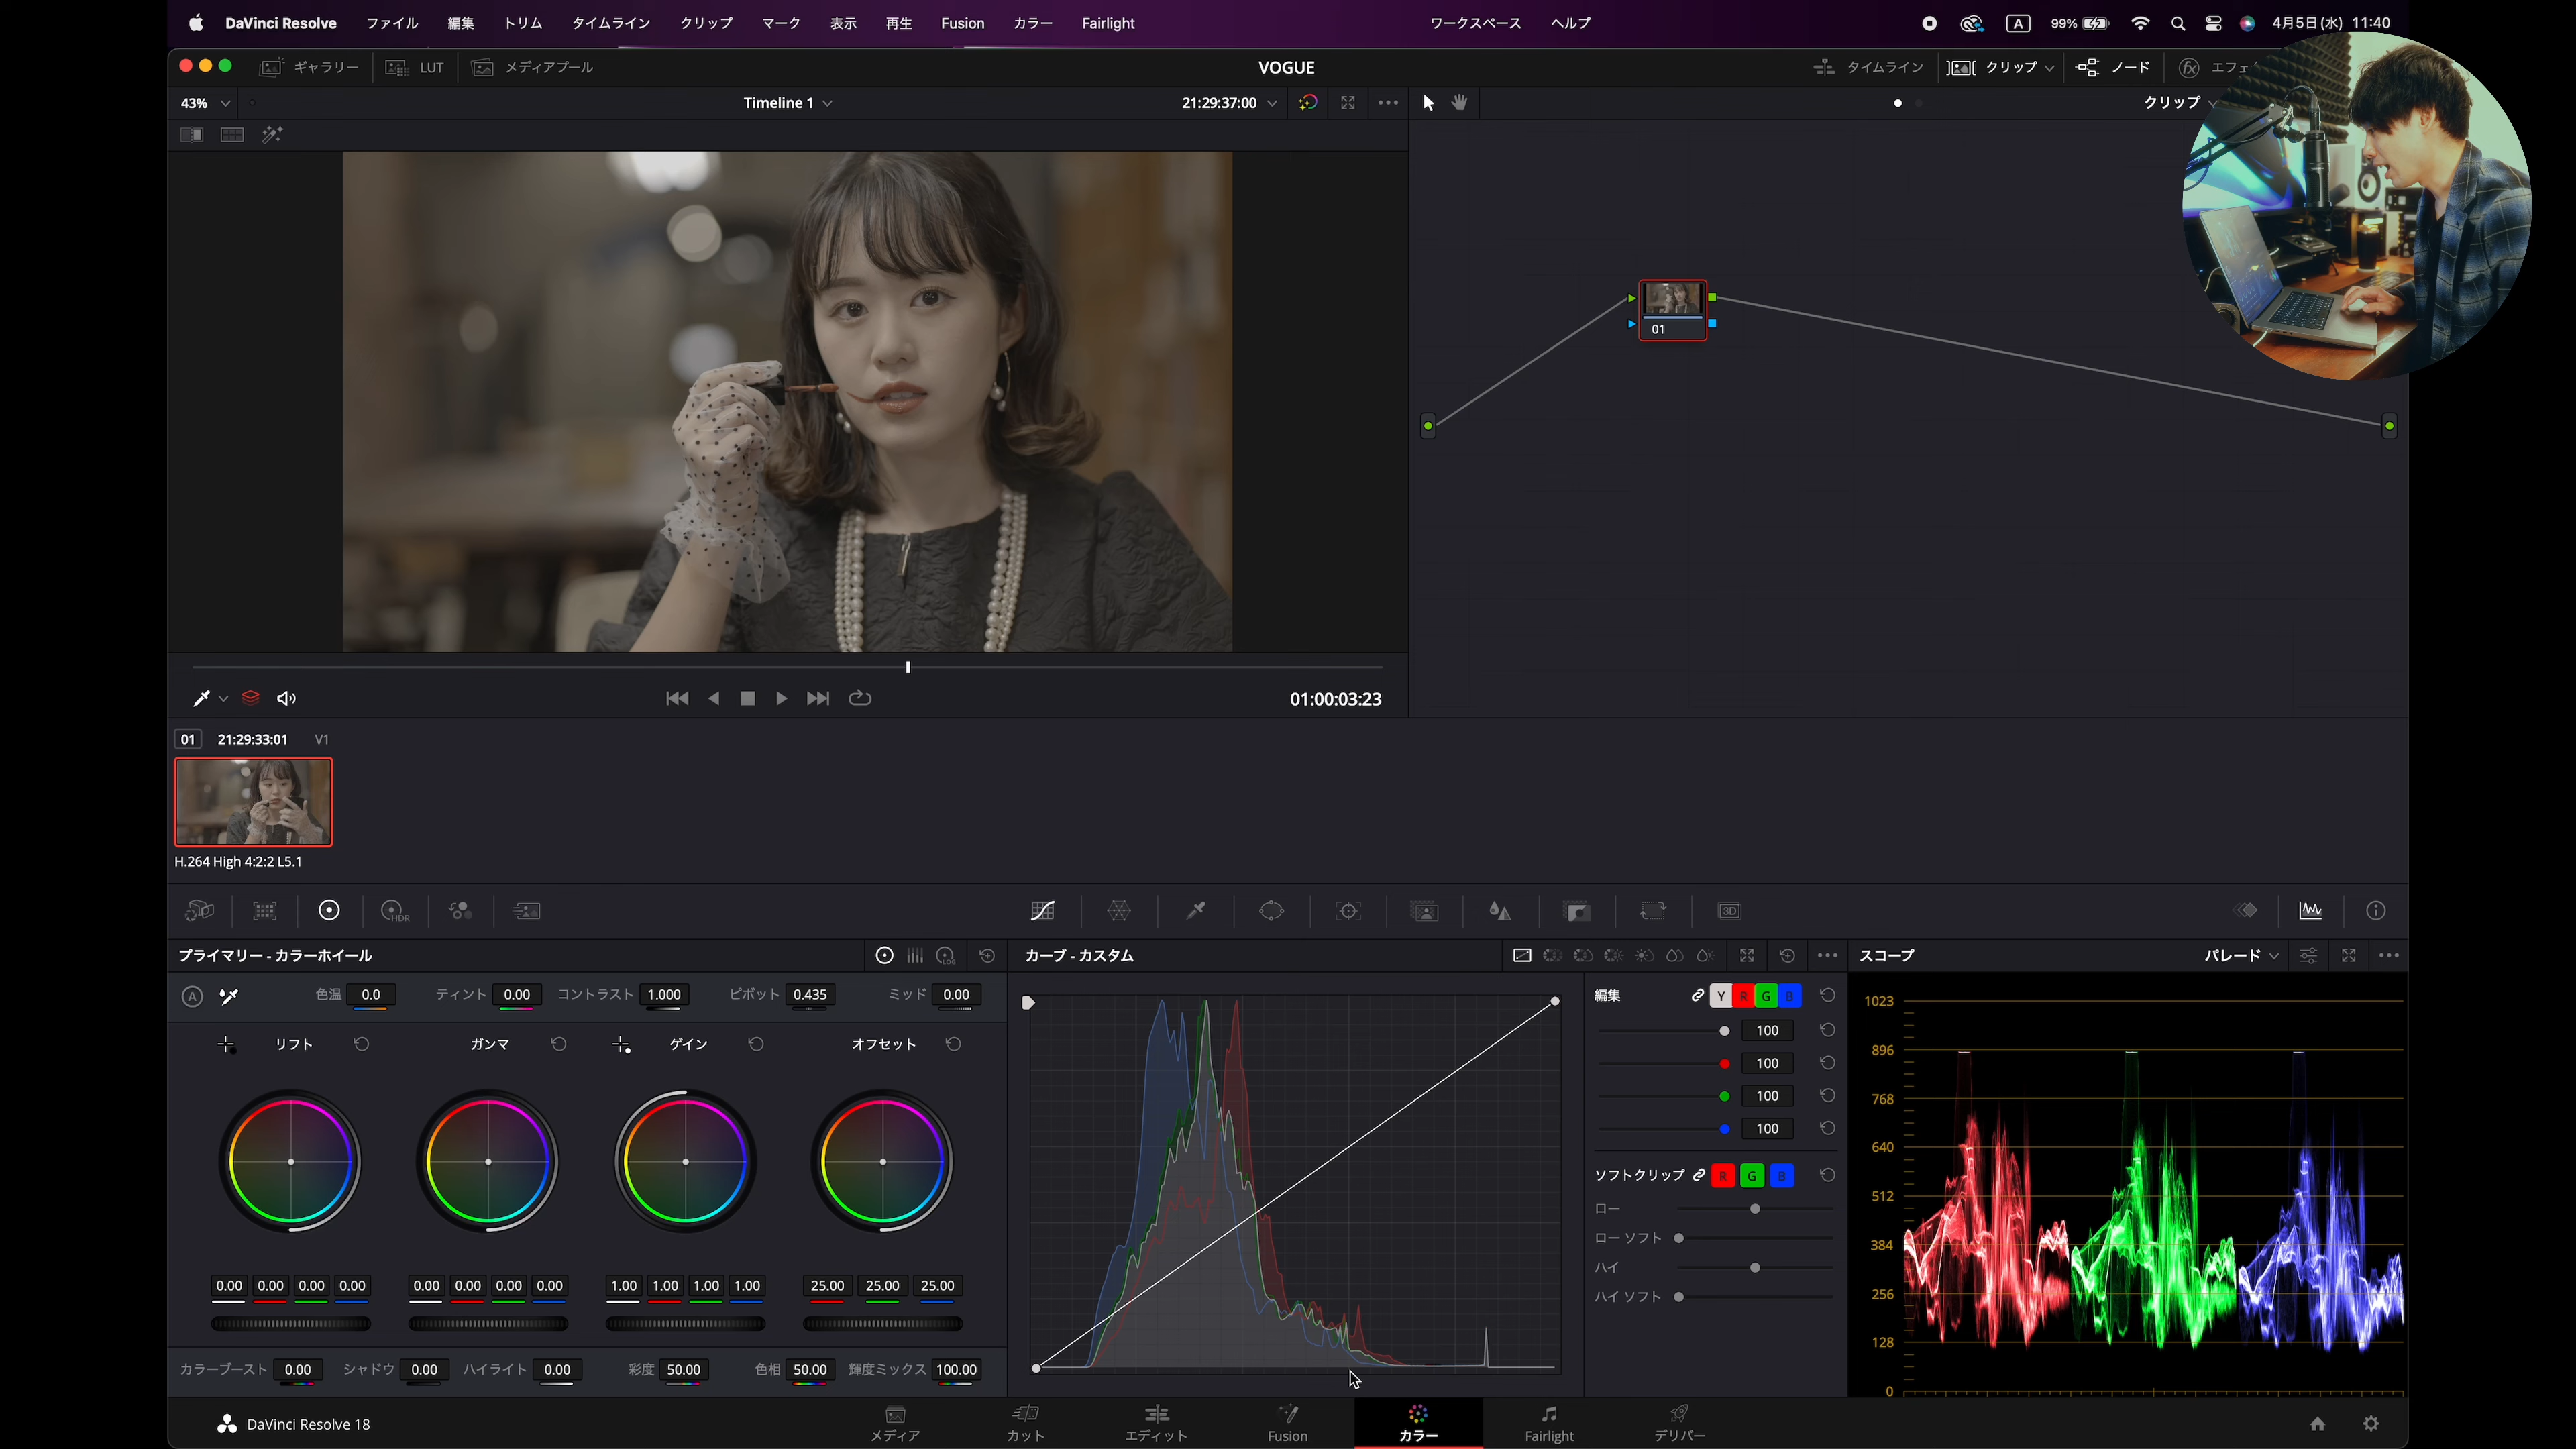 DaVinci Resolve ファイル 編集 トリム タイムライン クリップ マーク 表示 再生 Fusion カラー Fairlight ワークスペース ヘルプ A 99% 4月5日(水) 11:40
ギャラリー LUT メディアプール VOGUE タイムライン クリップ ノード エフェ
43% Timeline 1 21:29:37:00 クリップ
01
01:00:03:23
01 21:29:33:01 V1
H.264 High 4:2:2 L5.1
HDR 3D
プライマリー - カラーホイール LOG カーブ - カスタム スコープ パレード
A 色温 0.0 ティント 0.00 コントラスト 1.000 ピボット 0.435 ミッド 0.00 編集 Y R G B
リフト ガンマ ゲイン オフセット
100
100
100
100
ソフトクリップ R G B
ロー
ロー ソフト
ハイ
ハイ ソフト
1023
896
768
640
512
384
256
128
0
0.00 0.00 0.00 0.00 0.00 0.00 0.00 0.00 1.00 1.00 1.00 1.00 25.00 25.00 25.00
カラーブースト 0.00 シャドウ 0.00 ハイライト 0.00 彩度 50.00 色相 50.00 輝度ミックス 100.00
DaVinci Resolve 18 メディア カット エディット Fusion カラー Fairlight デリバー